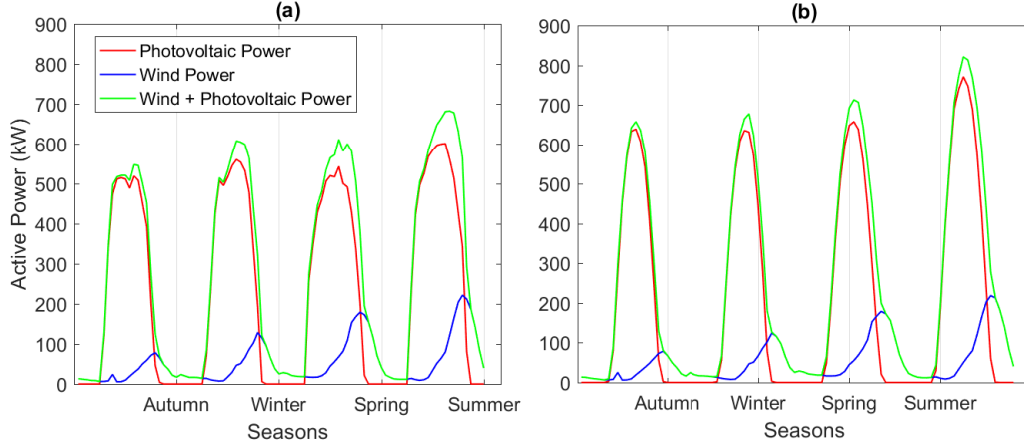 (a)
900
800
700
600
500
400
300
200
100
0
Active Power (kW)
Photovoltaic Power
Wind Power
Wind + Photovoltaic Power
Autumn Winter Spring Summer
Seasons
(b)
900
800
700
600
500
400
300
200
100
0
Autumn Winter Spring Summer
Seasons